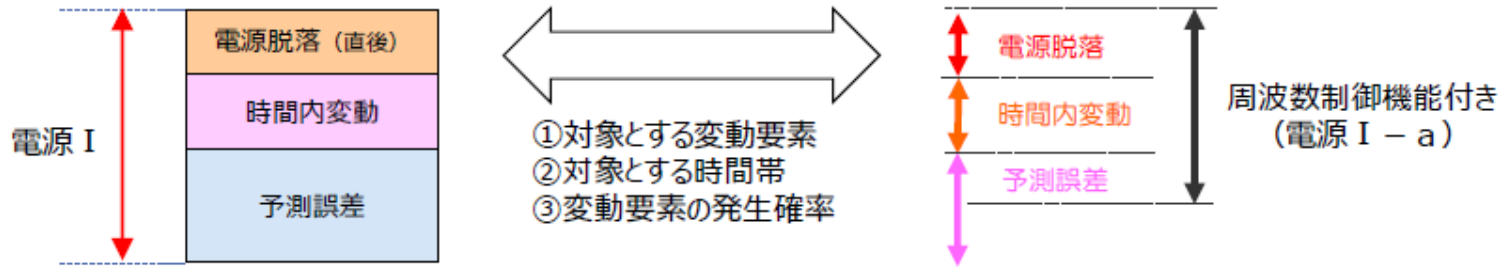 電源Ⅰ
電源脱落（直後）
時間内変動
予測誤差
①対象とする変動要素
②対象とする時間帯
③変動要素の発生確率
電源脱落
時間内変動
予測誤差
周波数制御機能付き
（電源Ⅰ－ａ）